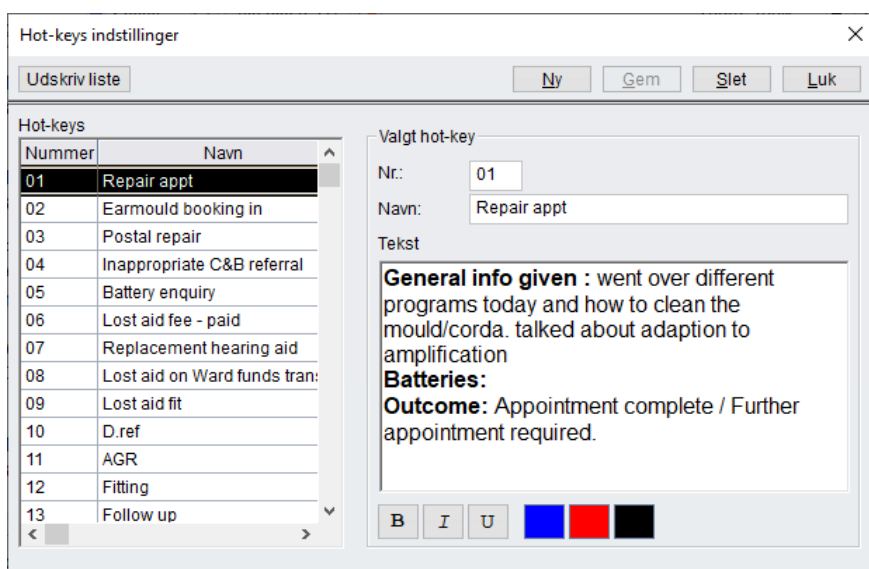 Hot-keys indstillinger
Udskriv liste Ny Gem Slet Luk
Hot-keys
Nummer Navn
01 Repair appt
02 Earmould booking in
03 Postal repair
04 Inappropriate C&B referral
05 Battery enquiry
06 Lost aid fee - paid
07 Replacement hearing aid
08 Lost aid on Ward funds trans
09 Lost aid fit
10 D.ref
11 AGR
12 Fitting
13 Follow up
Valgt hot-key
Nr.: 01
Navn: Repair appt
Tekst
General info given : went over different
programs today and how to clean the
mould/corda. talked about adaption to
amplification
Batteries:
Outcome: Appointment complete / Further
appointment required.
B I U